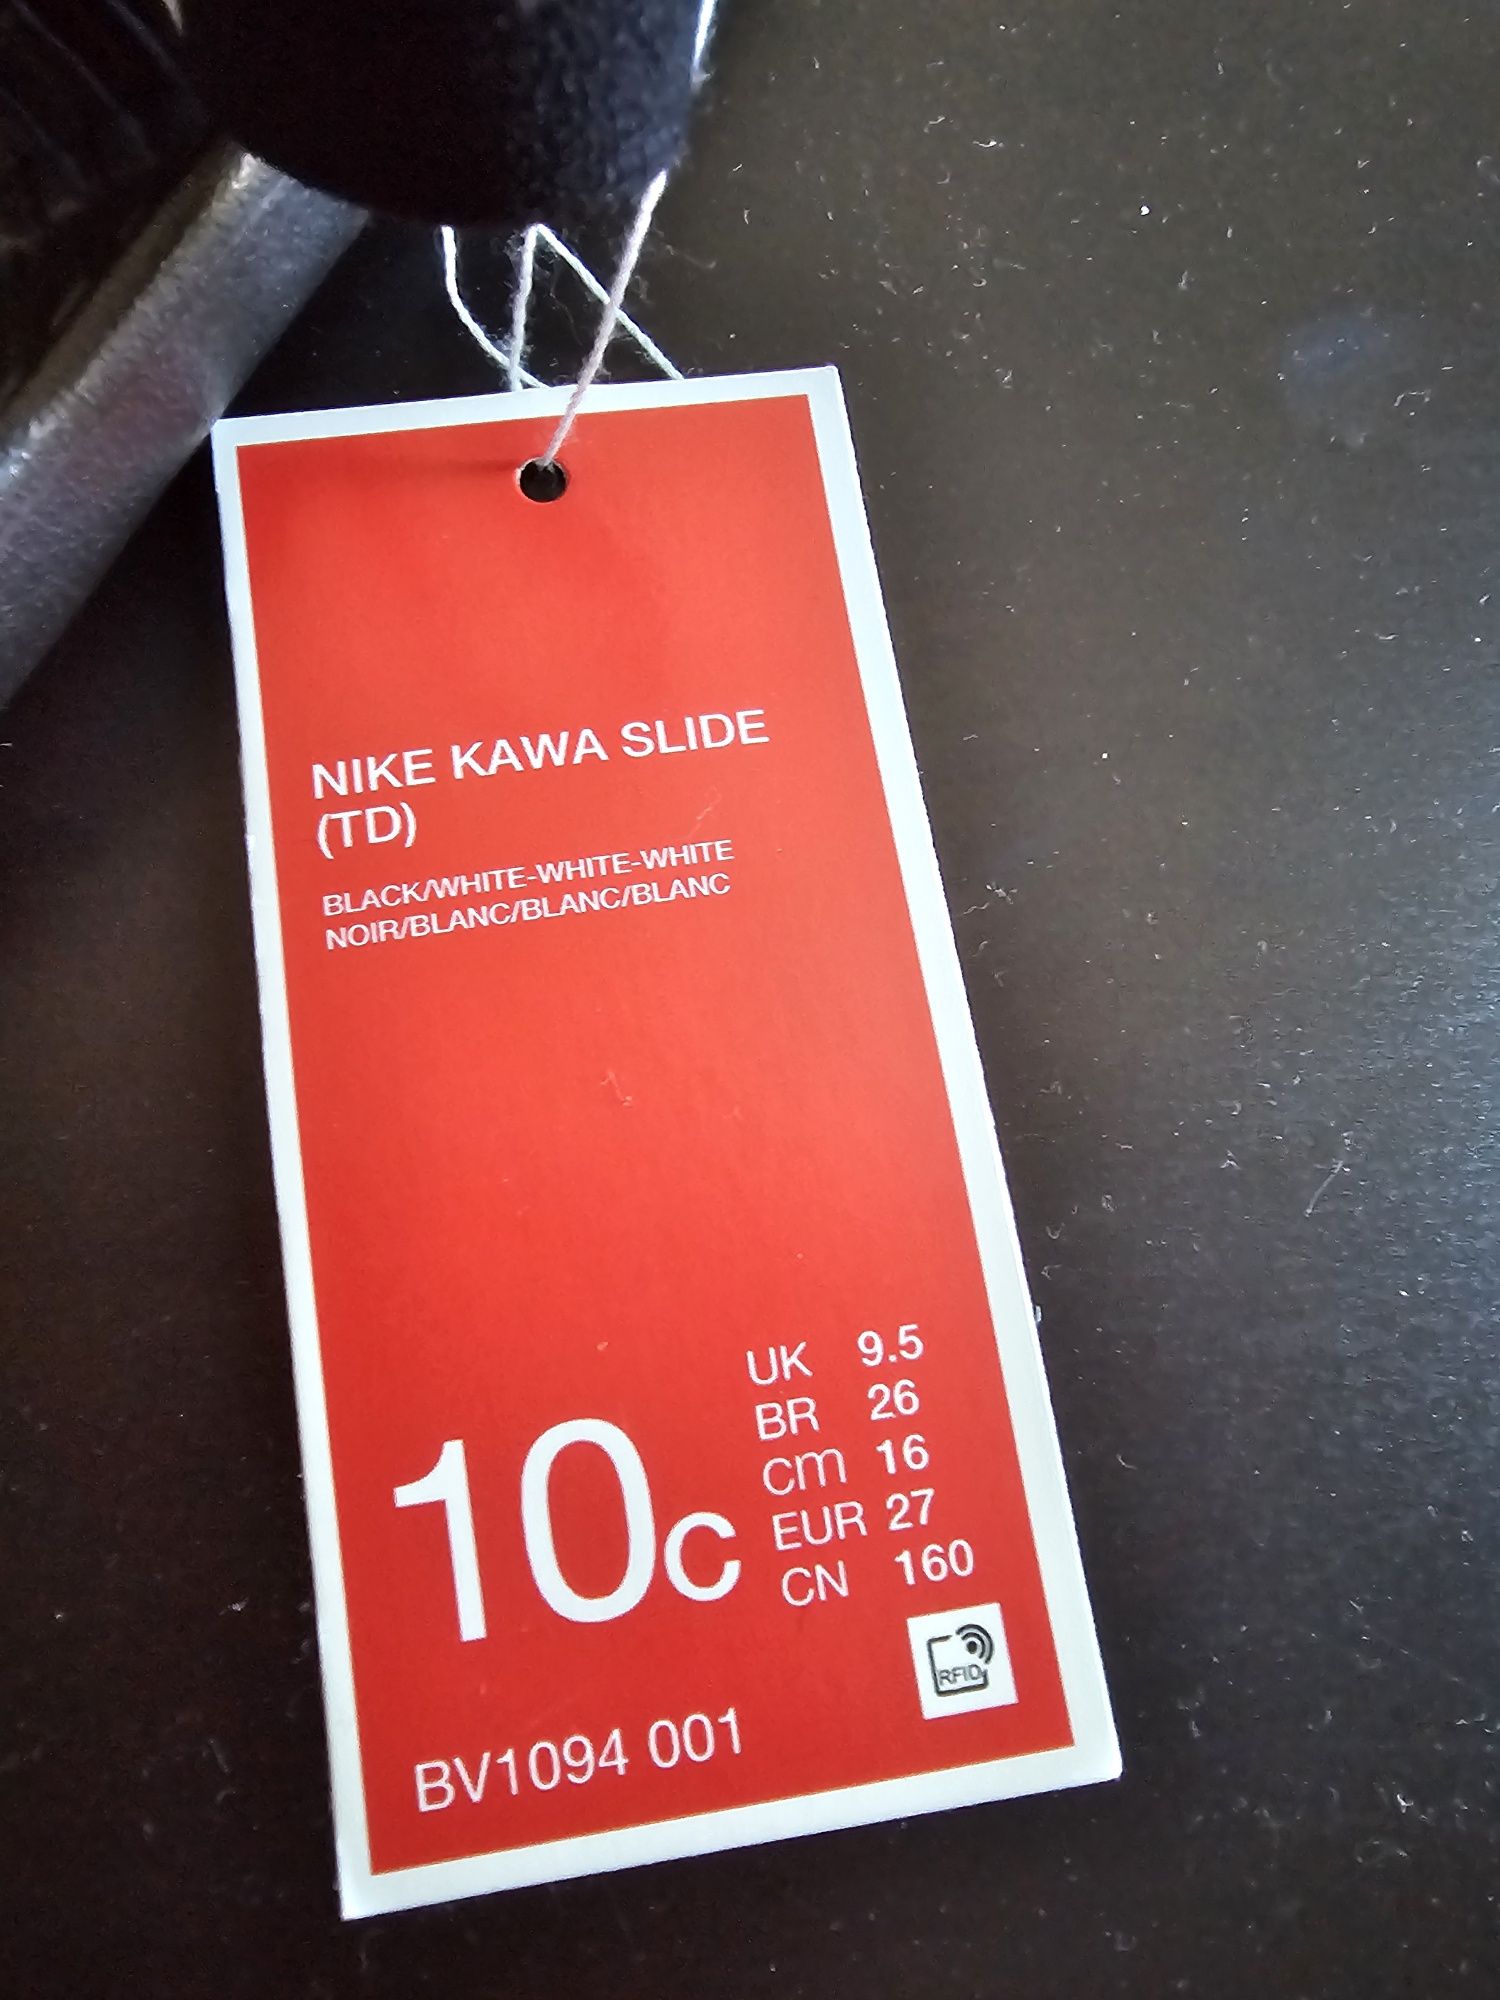 NIKE KAWA SLIDE
(TD)
BLACK/WHITE-WHITE-WHITE
NOIR/BLANC/BLANC/BLANC
10c
UK 9.5
BR 26
cm 16
EUR 27
CN 160
RFID
BV1094 001